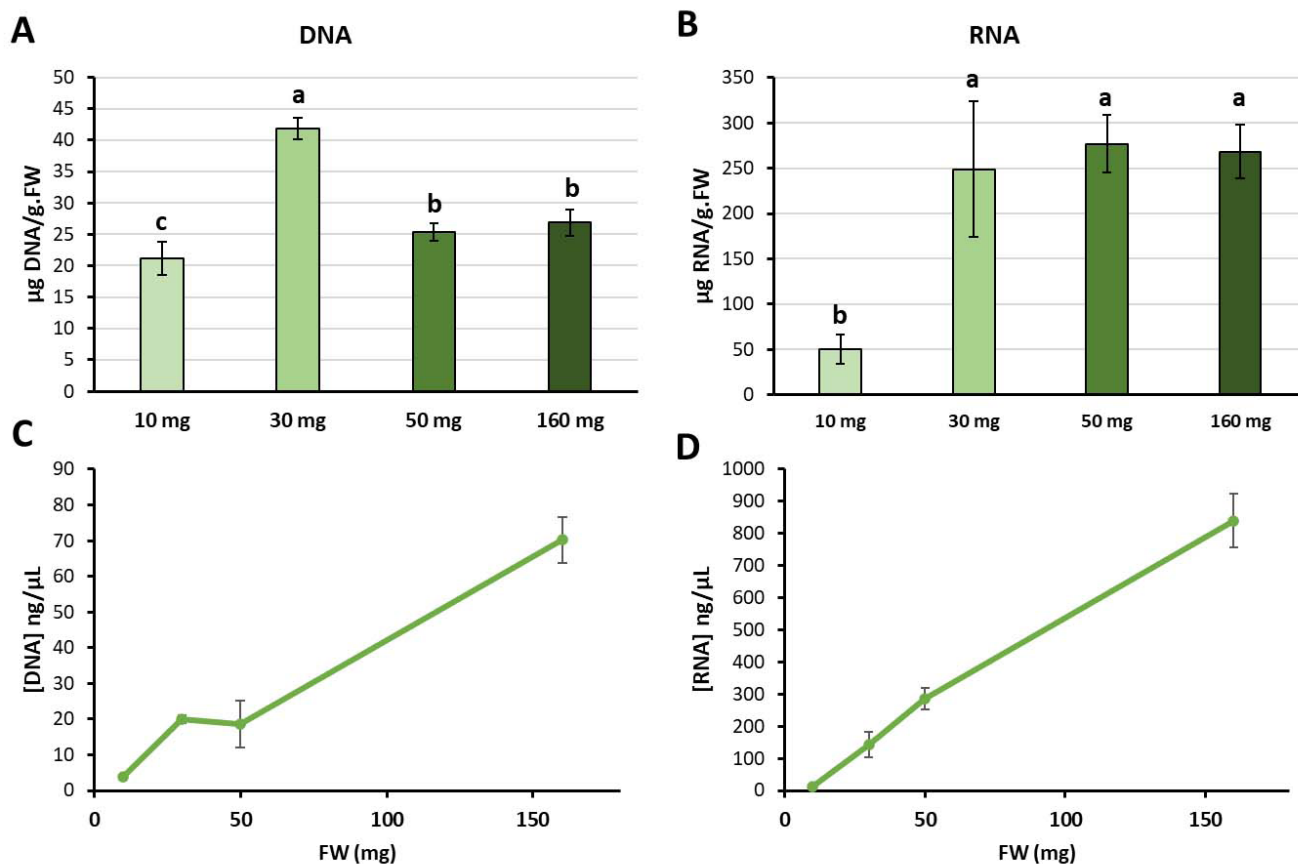 A
DNA
µg DNA/g.FW
50
45
40
35
30
25
20
15
10
5
0
c
a
b
b
10 mg
30 mg
50 mg
160 mg
B
RNA
µg RNA/g.FW
350
300
250
200
150
100
50
0
b
a
a
a
10 mg
30 mg
50 mg
160 mg
C
[DNA] ng/µL
90
80
70
60
50
40
30
20
10
0
0
50
100
150
FW (mg)
D
[RNA] ng/µL
1000
900
800
700
600
500
400
300
200
100
0
0
50
100
150
FW (mg)